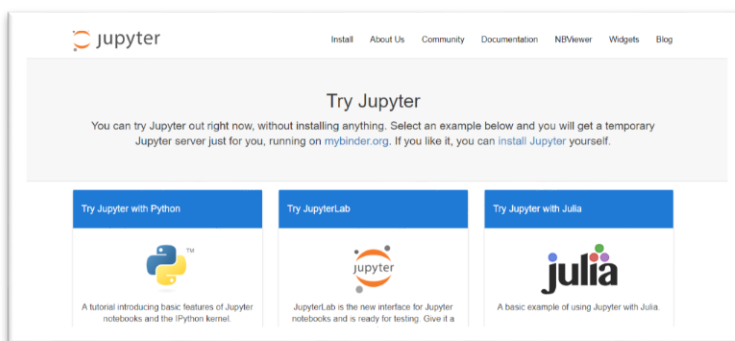 jupyter
Install About Us Community Documentation NBViewer Widgets Blog
Try Jupyter
You can try Jupyter out right now, without installing anything. Select an example below and you will get a temporary
Jupyter server just for you, running on mybinder.org. If you like it, you can install Jupyter yourself.
Try Jupyter with Python
TM
A tutorial introducing basic features of Jupyter
notebooks and the IPython kernel.
Try JupyterLab
jupyter
JupyterLab is the new interface for Jupyter
notebooks and is ready for testing. Give it a
Try Jupyter with Julia
julia
A basic example of using Jupyter with Julia.